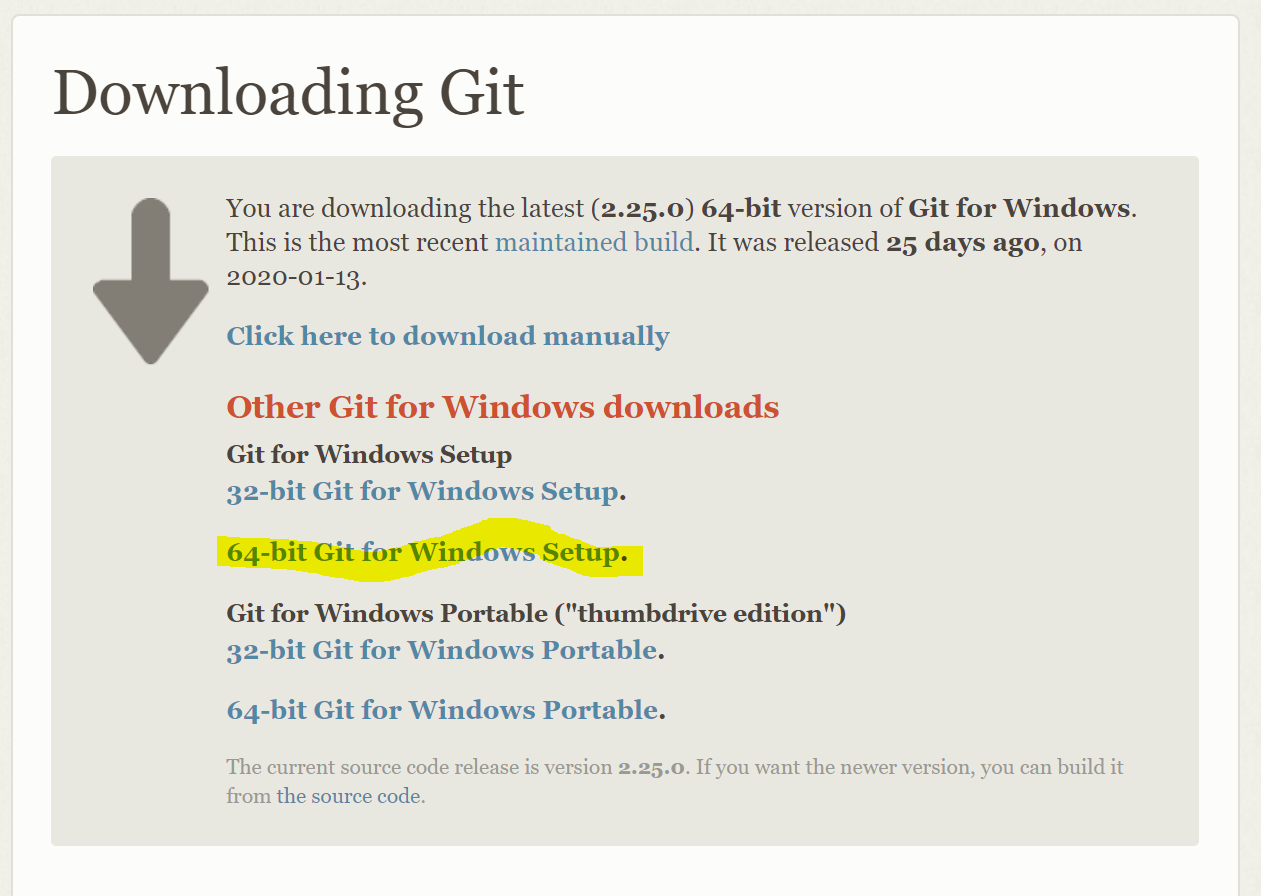 Downloading Git
You are downloading the latest (2.25.0) 64-bit version of Git for Windows.
This is the most recent maintained build. It was released 25 days ago, on
2020-01-13.
Click here to download manually
Other Git for Windows downloads
Git for Windows Setup
32-bit Git for Windows Setup.
64-bit Git for Windows Setup.
Git for Windows Portable ("thumbdrive edition")
32-bit Git for Windows Portable.
64-bit Git for Windows Portable.
The current source code release is version 2.25.0. If you want the newer version, you can build it
from the source code.